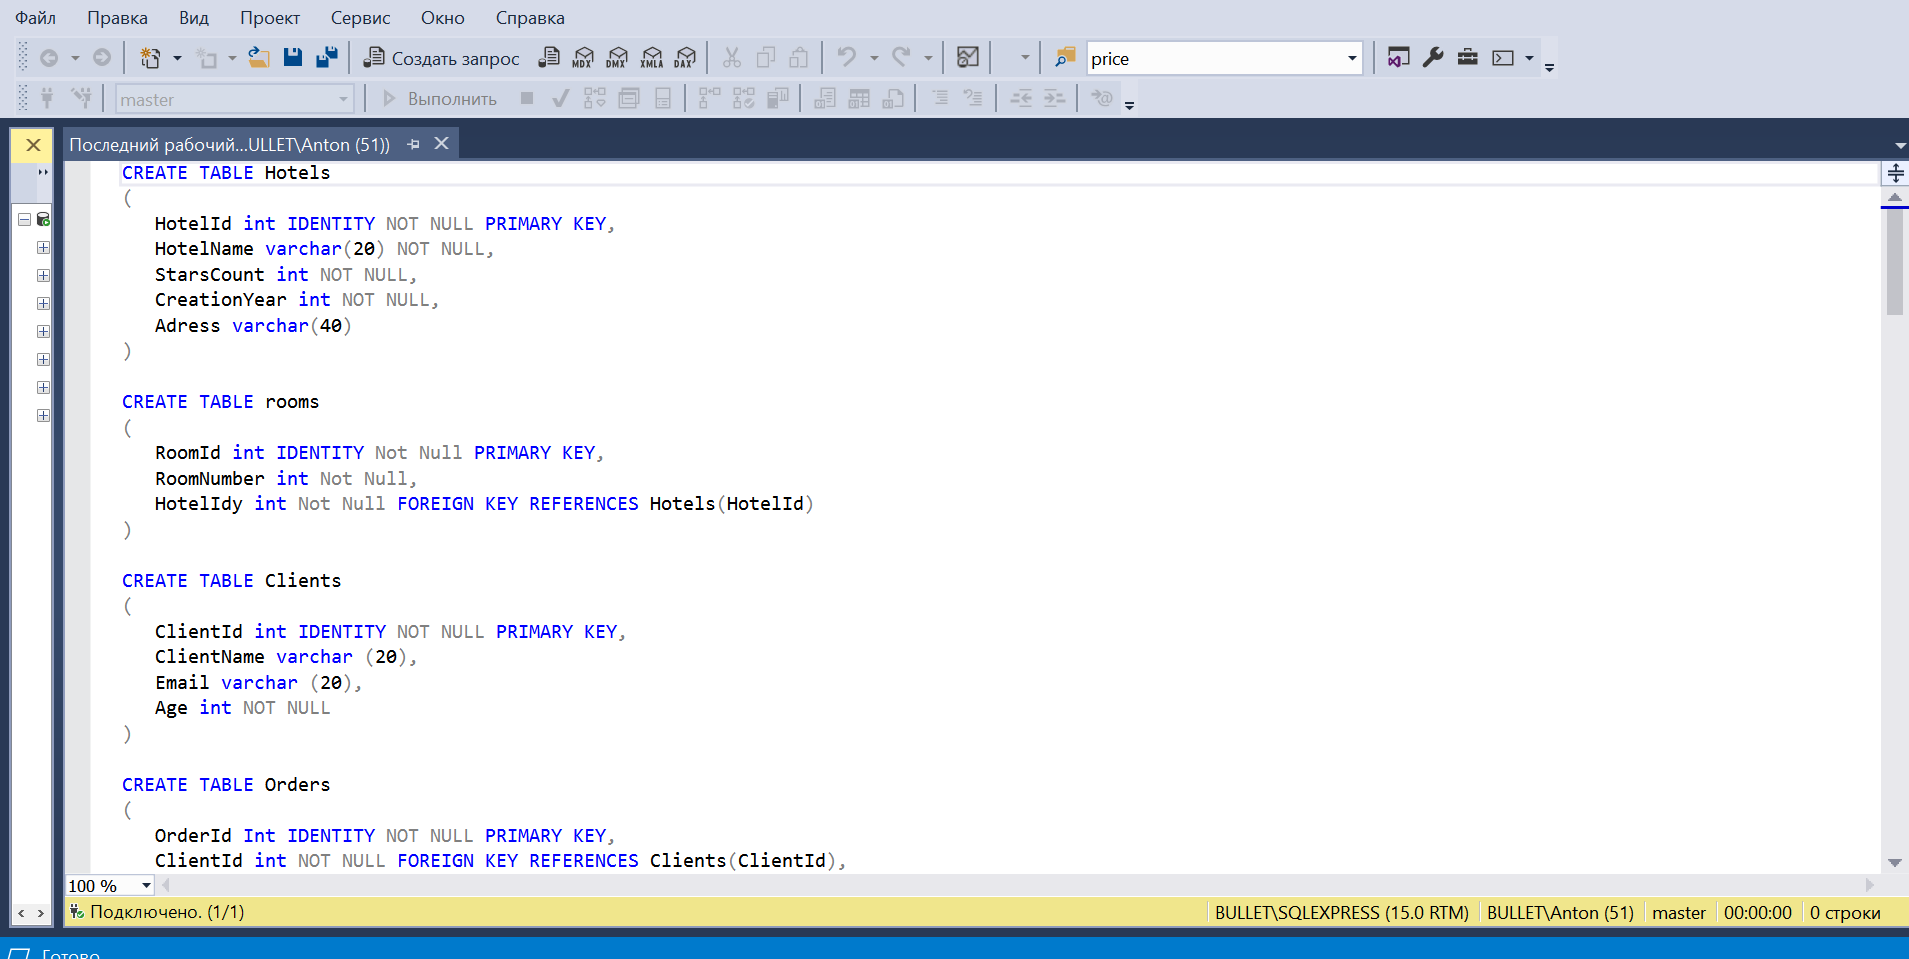 Файл Правка Вид Проект Сервис Окно Справка
Создать запрос MDX DMX XMLA DAX price
master Выполнить
Последний рабочий...ULLET\Anton (51))
CREATE TABLE Hotels
(
HotelId int IDENTITY NOT NULL PRIMARY KEY,
HotelName varchar(20) NOT NULL,
StarsCount int NOT NULL,
CreationYear int NOT NULL,
Adress varchar(40)
)
CREATE TABLE rooms
(
RoomId int IDENTITY Not Null PRIMARY KEY,
RoomNumber int Not Null,
HotelIdy int Not Null FOREIGN KEY REFERENCES Hotels(HotelId)
)
CREATE TABLE Clients
(
ClientId int IDENTITY NOT NULL PRIMARY KEY,
ClientName varchar (20),
Email varchar (20),
Age int NOT NULL
)
CREATE TABLE Orders
(
OrderId Int IDENTITY NOT NULL PRIMARY KEY,
ClientId int NOT NULL FOREIGN KEY REFERENCES Clients(ClientId),
100 %
Подключено. (1/1) BULLET\SQLEXPRESS (15.0 RTM) BULLET\Anton (51) master 00:00:00 0 строки
Готово